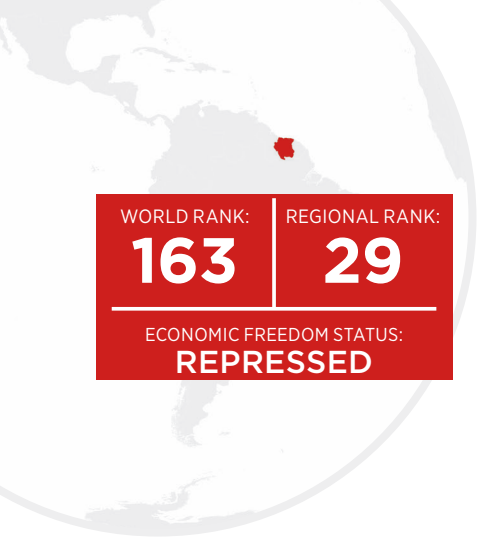 WORLD RANK:
163
REGIONAL RANK:
29
ECONOMIC FREEDOM STATUS:
REPRESSED